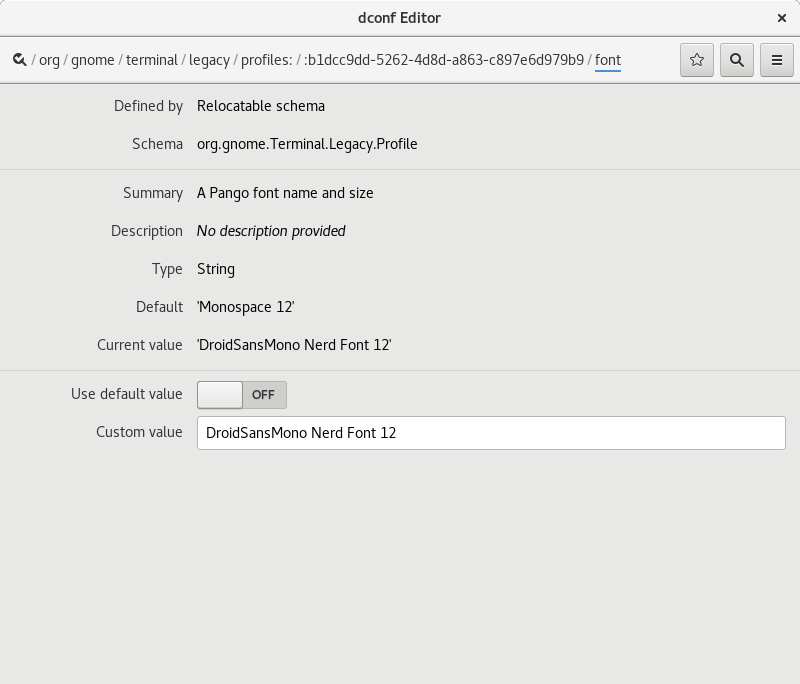 dconf Editor
/ org / gnome / terminal / legacy / profiles: / :b1dcc9dd-5262-4d8d-a863-c897e6d979b9 / font
Defined by Relocatable schema
Schema org.gnome.Terminal.Legacy.Profile
Summary A Pango font name and size
Description No description provided
Type String
Default 'Monospace 12'
Current value 'DroidSansMono Nerd Font 12'
Use default value OFF
Custom value DroidSansMono Nerd Font 12